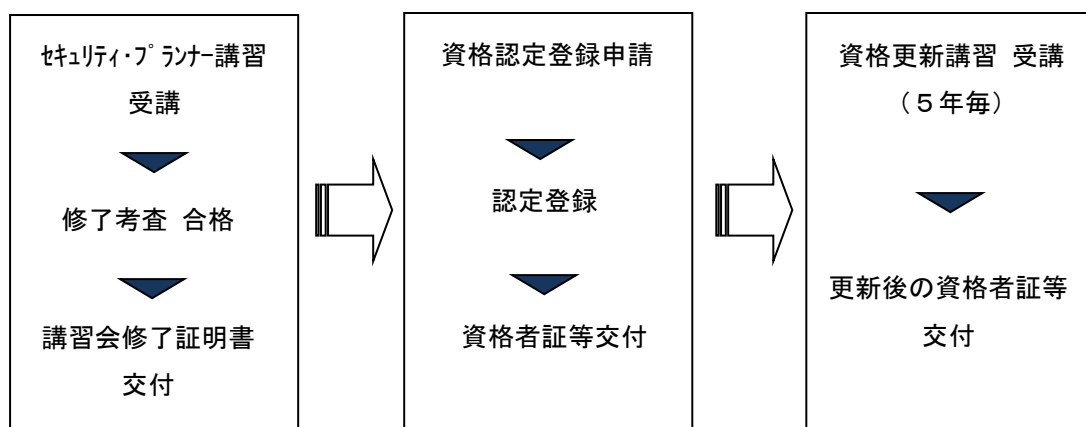 ｾｷｭﾘﾃｨ･ﾌﾟﾗﾝﾅｰ講習
受講
修了考査 合格
講習会修了証明書
交付
資格認定登録申請
認定登録
資格者証等交付
資格更新講習 受講
（５年毎）
更新後の資格者証等
交付